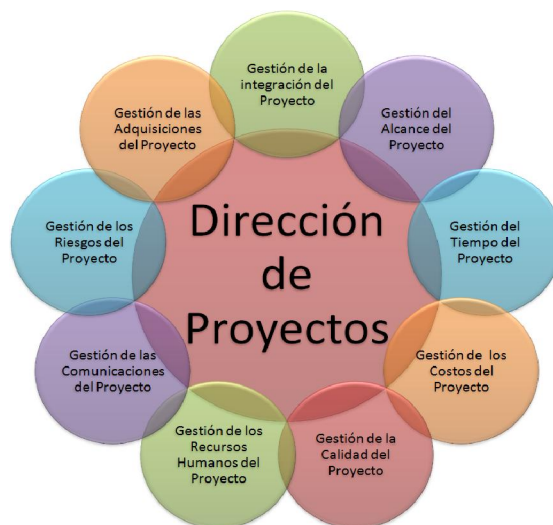 Dirección
de
Proyectos
Gestión de la
integración del
Proyecto
Gestión del
Alcance del
Proyecto
Gestión del
Tiempo del
Proyecto
Gestión de los
Costos del
Proyecto
Gestión de la
Calidad del
Proyecto
Gestión de los
Recursos
Humanos del
Proyecto
Gestión de las
Comunicaciones
del Proyecto
Gestión de los
Riesgos del
Proyecto
Gestión de las
Adquisiciones
del Proyecto